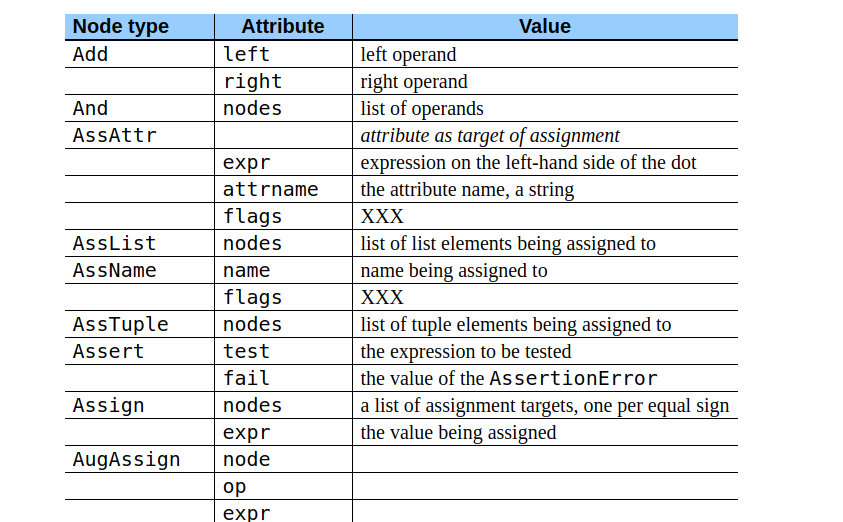 Node type Attribute Value
Add left left operand
right right operand
And nodes list of operands
AssAttr attribute as target of assignment
expr expression on the left-hand side of the dot
attrname the attribute name, a string
flags XXX
AssList nodes list of list elements being assigned to
AssName name name being assigned to
flags XXX
AssTuple nodes list of tuple elements being assigned to
Assert test the expression to be tested
fail the value of the AssertionError
Assign nodes a list of assignment targets, one per equal sign
expr the value being assigned
AugAssign node
op
expr